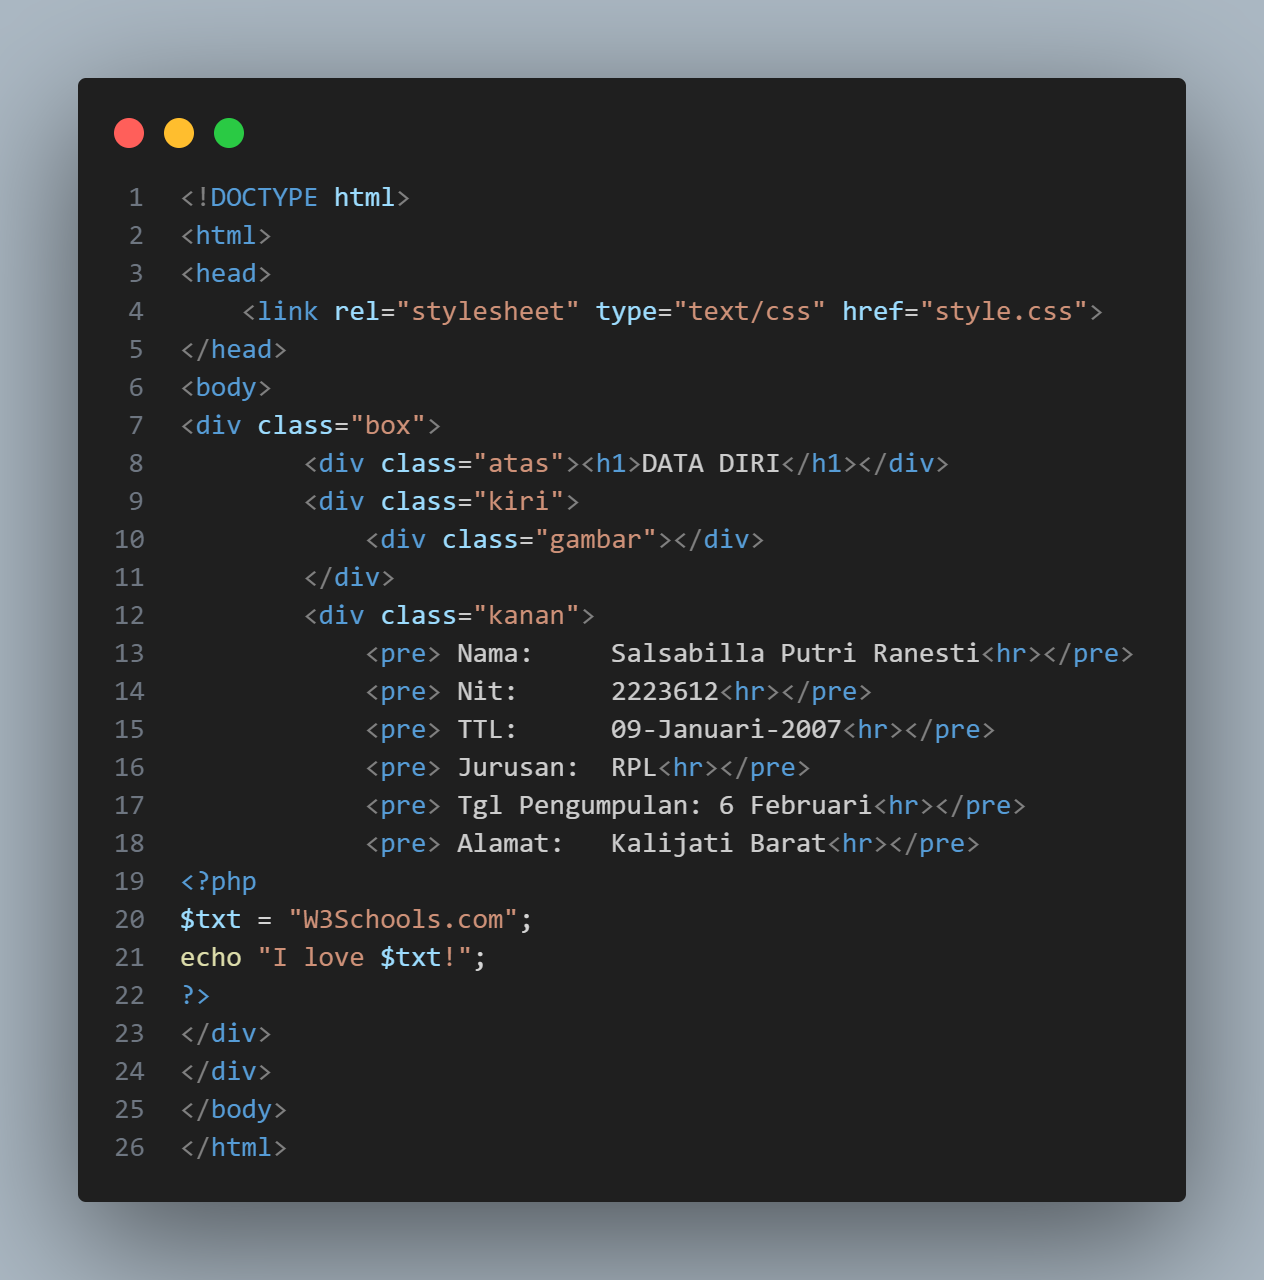 1 <!DOCTYPE html>
2 <html>
3 <head>
4     <link rel="stylesheet" type="text/css" href="style.css">
5 </head>
6 <body>
7 <div class="box">
8         <div class="atas"><h1>DATA DIRI</h1></div>
9         <div class="kiri">
10             <div class="gambar"></div>
11         </div>
12         <div class="kanan">
13             <pre> Nama:     Salsabilla Putri Ranesti<hr></pre>
14             <pre> Nit:      2223612<hr></pre>
15             <pre> TTL:      09-Januari-2007<hr></pre>
16             <pre> Jurusan:  RPL<hr></pre>
17             <pre> Tgl Pengumpulan: 6 Februari<hr></pre>
18             <pre> Alamat:   Kalijati Barat<hr></pre>
19 <?php
20 $txt = "W3Schools.com";
21 echo "I love $txt!";
22 ?>
23 </div>
24 </div>
25 </body>
26 </html>